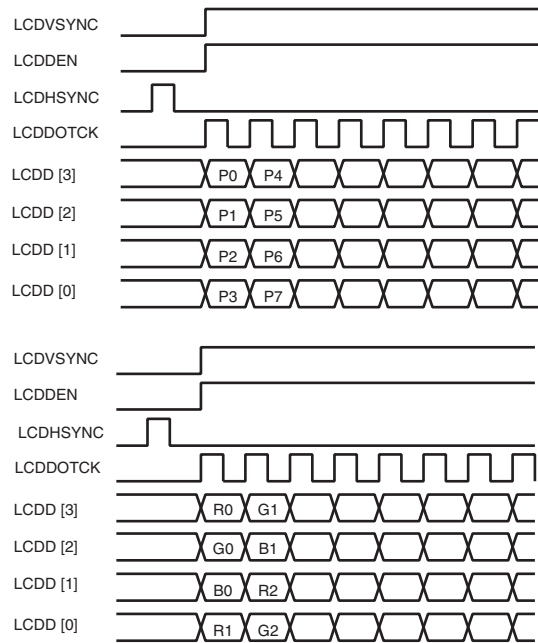 LCDVSYNC
LCDDEN
LCDHSYNC
LCDDOTCK
LCDD [3] P0 P4
LCDD [2] P1 P5
LCDD [1] P2 P6
LCDD [0] P3 P7
LCDVSYNC
LCDDEN
LCDHSYNC
LCDDOTCK
LCDD [3] R0 G1
LCDD [2] G0 B1
LCDD [1] B0 R2
LCDD [0] R1 G2